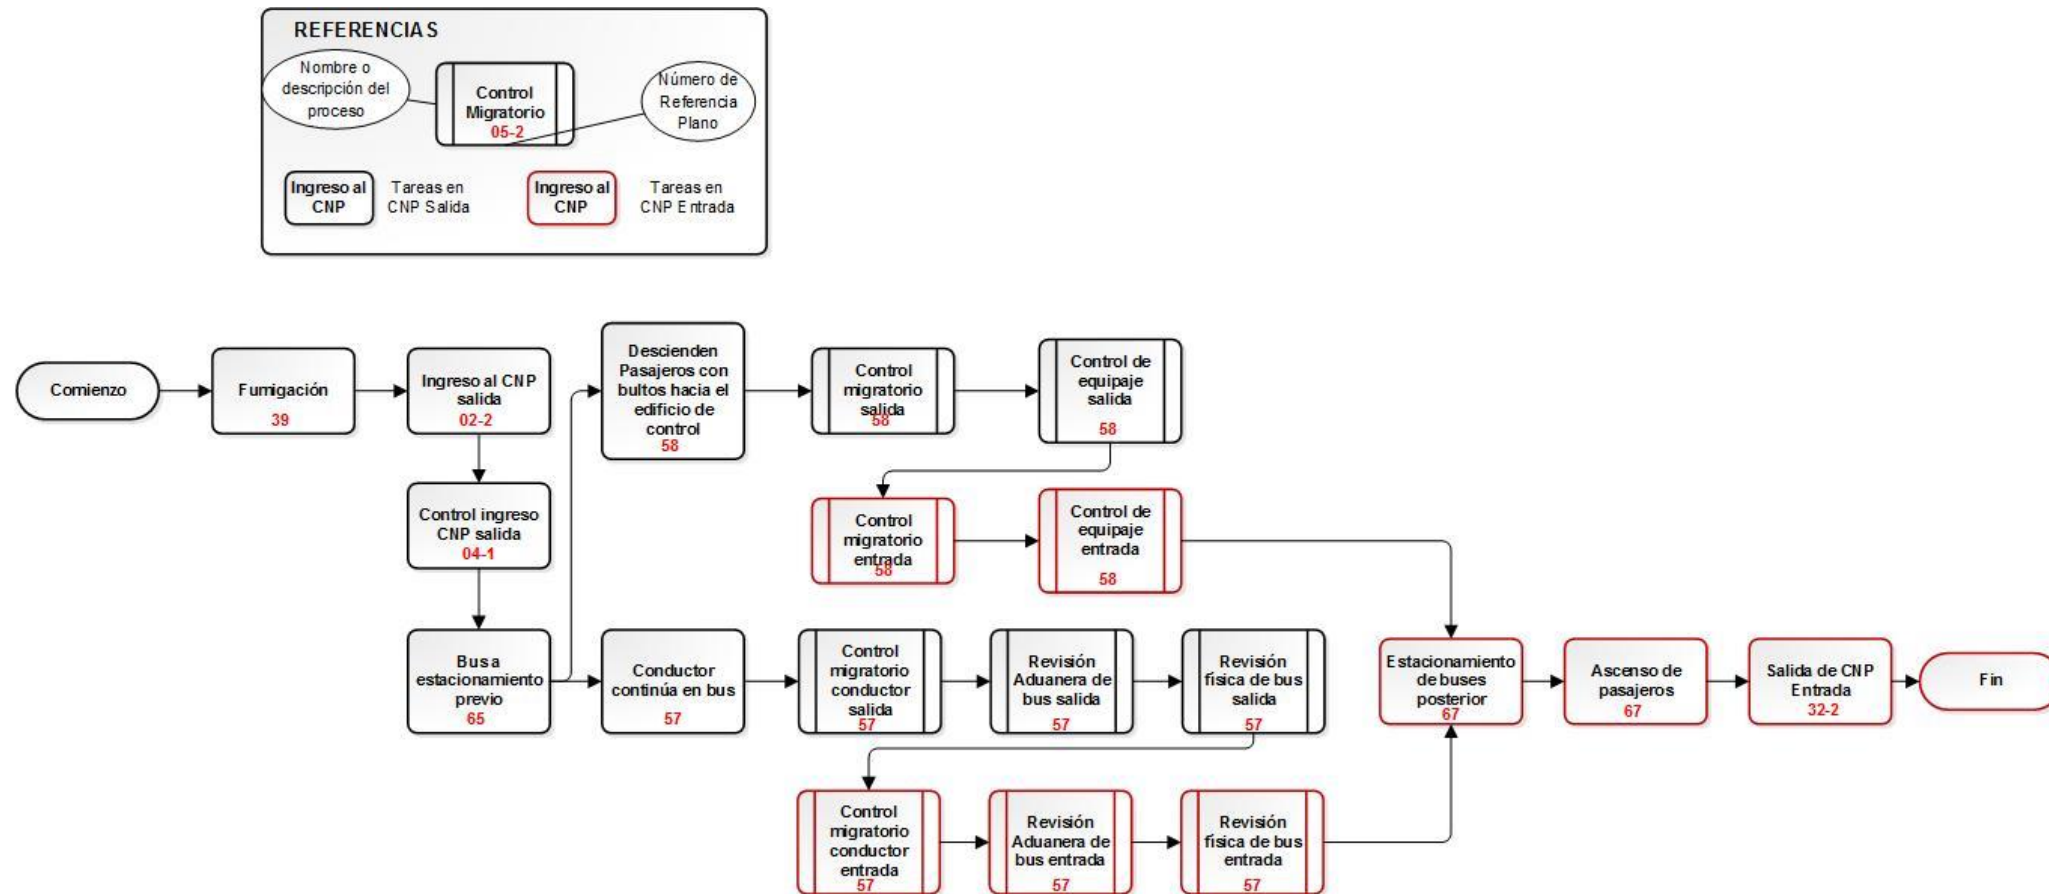 REFERENCIAS
Nombre o
descripción del
proceso
Control
Migratorio
05-2
Número de
Referencia
Plano
Ingreso al
CNP
Tareas en
CNP Salida
Ingreso al
CNP
Tareas en
CNP Entrada
Comienzo
Fumigación
39
Ingreso al CNP
salida
02-2
Control ingreso
CNP salida
04-1
Bus a
estacionamiento
previo
65
Descienden
Pasajeros con
bultos hacia el
edificio de
control
58
Control
migratorio
salida
58
Control de
equipaje
salida
58
Control
migratorio
entrada
58
Control de
equipaje
entrada
58
Conductor
continúa en bus
57
Control
migratorio
conductor
salida
57
Revisión
Aduanera de
bus salida
57
Revisión
física de bus
salida
57
Control
migratorio
conductor
entrada
57
Revisión
Aduanera de
bus entrada
57
Revisión
física de bus
entrada
57
Estacionamiento
de buses
posterior
67
Ascenso de
pasajeros
67
Salida de CNP
Entrada
32-2
Fin